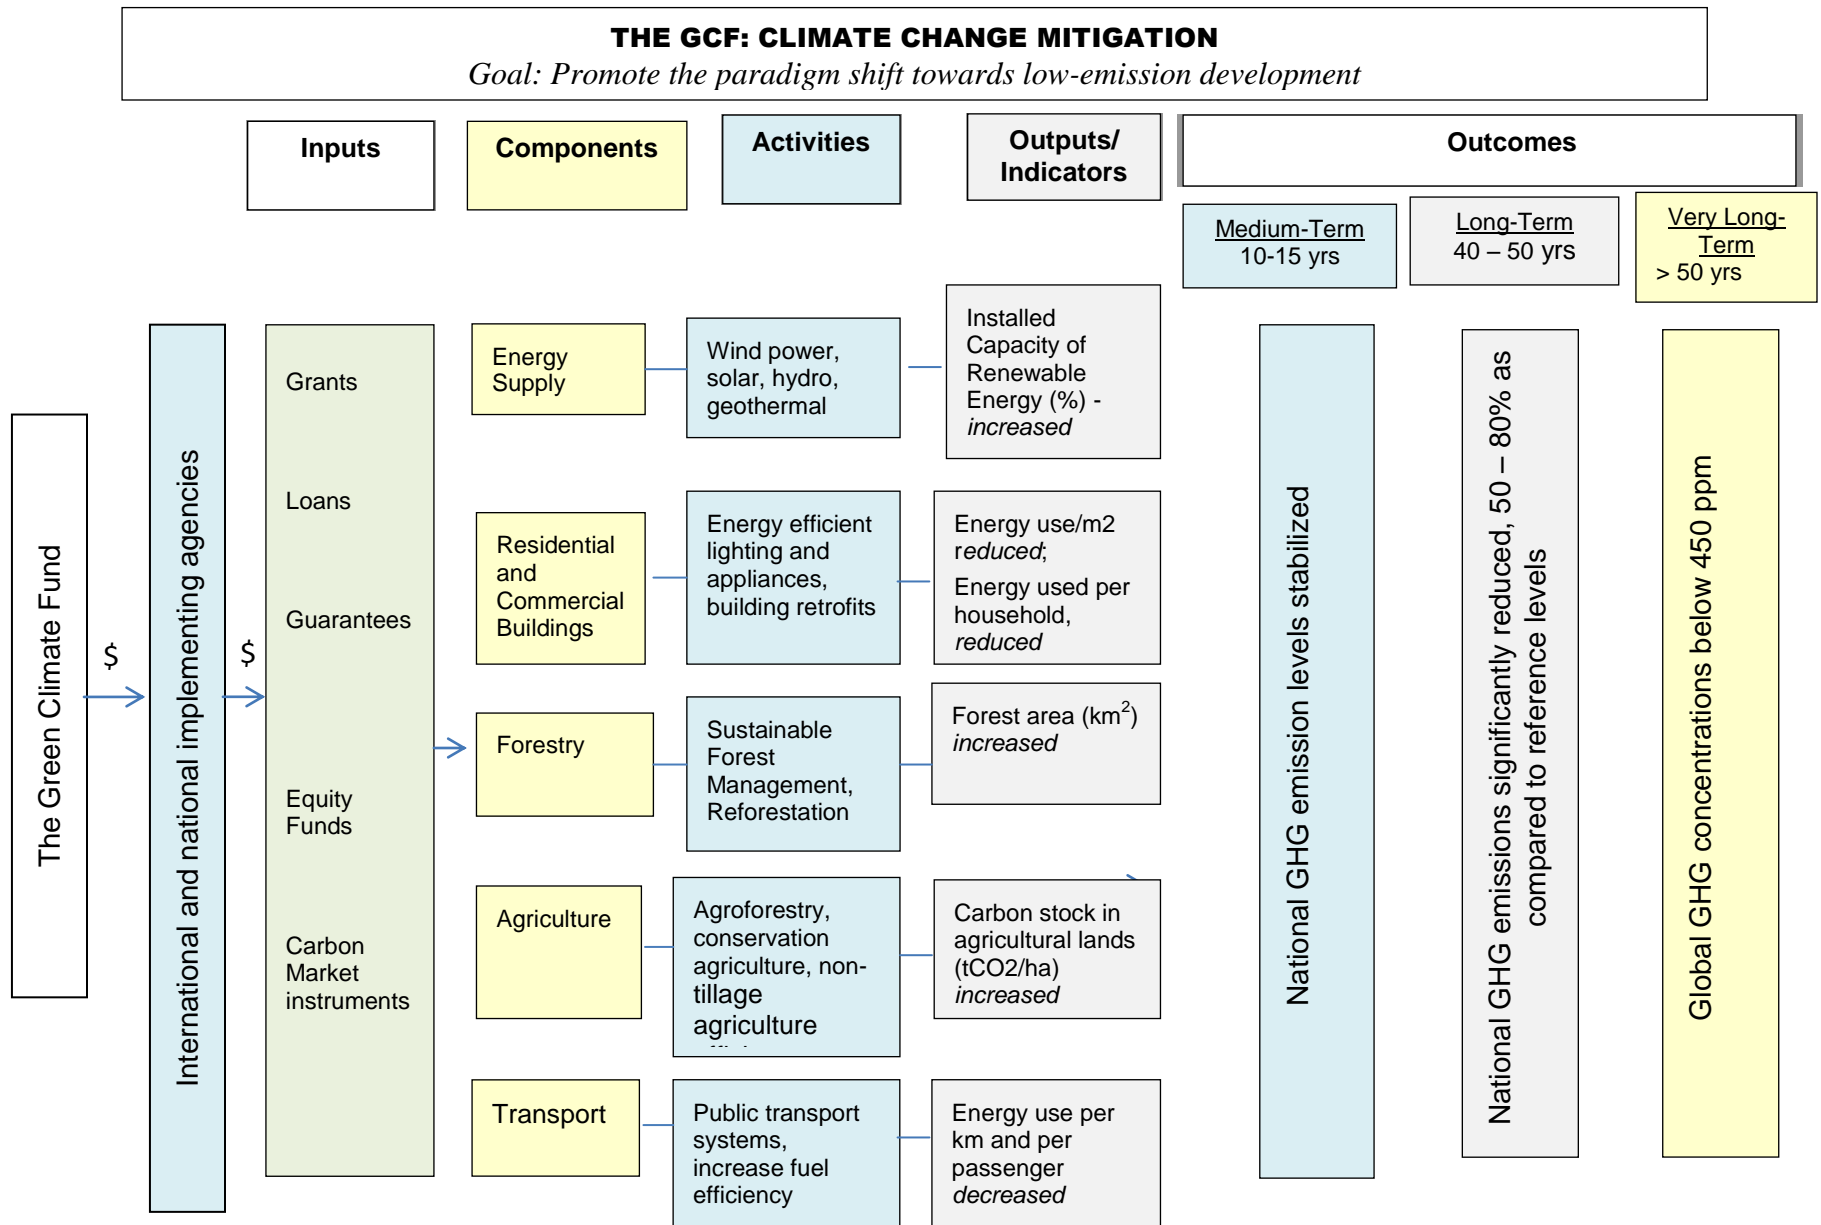 THE GCF: CLIMATE CHANGE MITIGATION
Goal: Promote the paradigm shift towards low-emission development
Inputs
Components
Activities
Outputs/
Indicators
Outcomes
Medium-Term
10-15 yrs
Long-Term
40 – 50 yrs
Very Long-
Term
> 50 yrs
The Green Climate Fund
$
International and national implementing agencies
$
Grants
Loans
Guarantees
Equity
Funds
Carbon
Market
instruments
Energy
Supply
Wind power,
solar, hydro,
geothermal
Installed
Capacity of
Renewable
Energy (%) -
increased
Residential
and
Commercial
Buildings
Energy efficient
lighting and
appliances,
building retrofits
Energy use/m2
reduced;
Energy used per
household,
reduced
Forestry
Sustainable
Forest
Management,
Reforestation
Forest area (km²)
increased
Agriculture
Agroforestry,
conservation
agriculture, non-
tillage
agriculture
Carbon stock in
agricultural lands
(tCO2/ha)
increased
Transport
Public transport
systems,
increase fuel
efficiency
Energy use per
km and per
passenger
decreased
National GHG emission levels stabilized
National GHG emissions significantly reduced, 50 – 80% as
compared to reference levels
Global GHG concentrations below 450 ppm